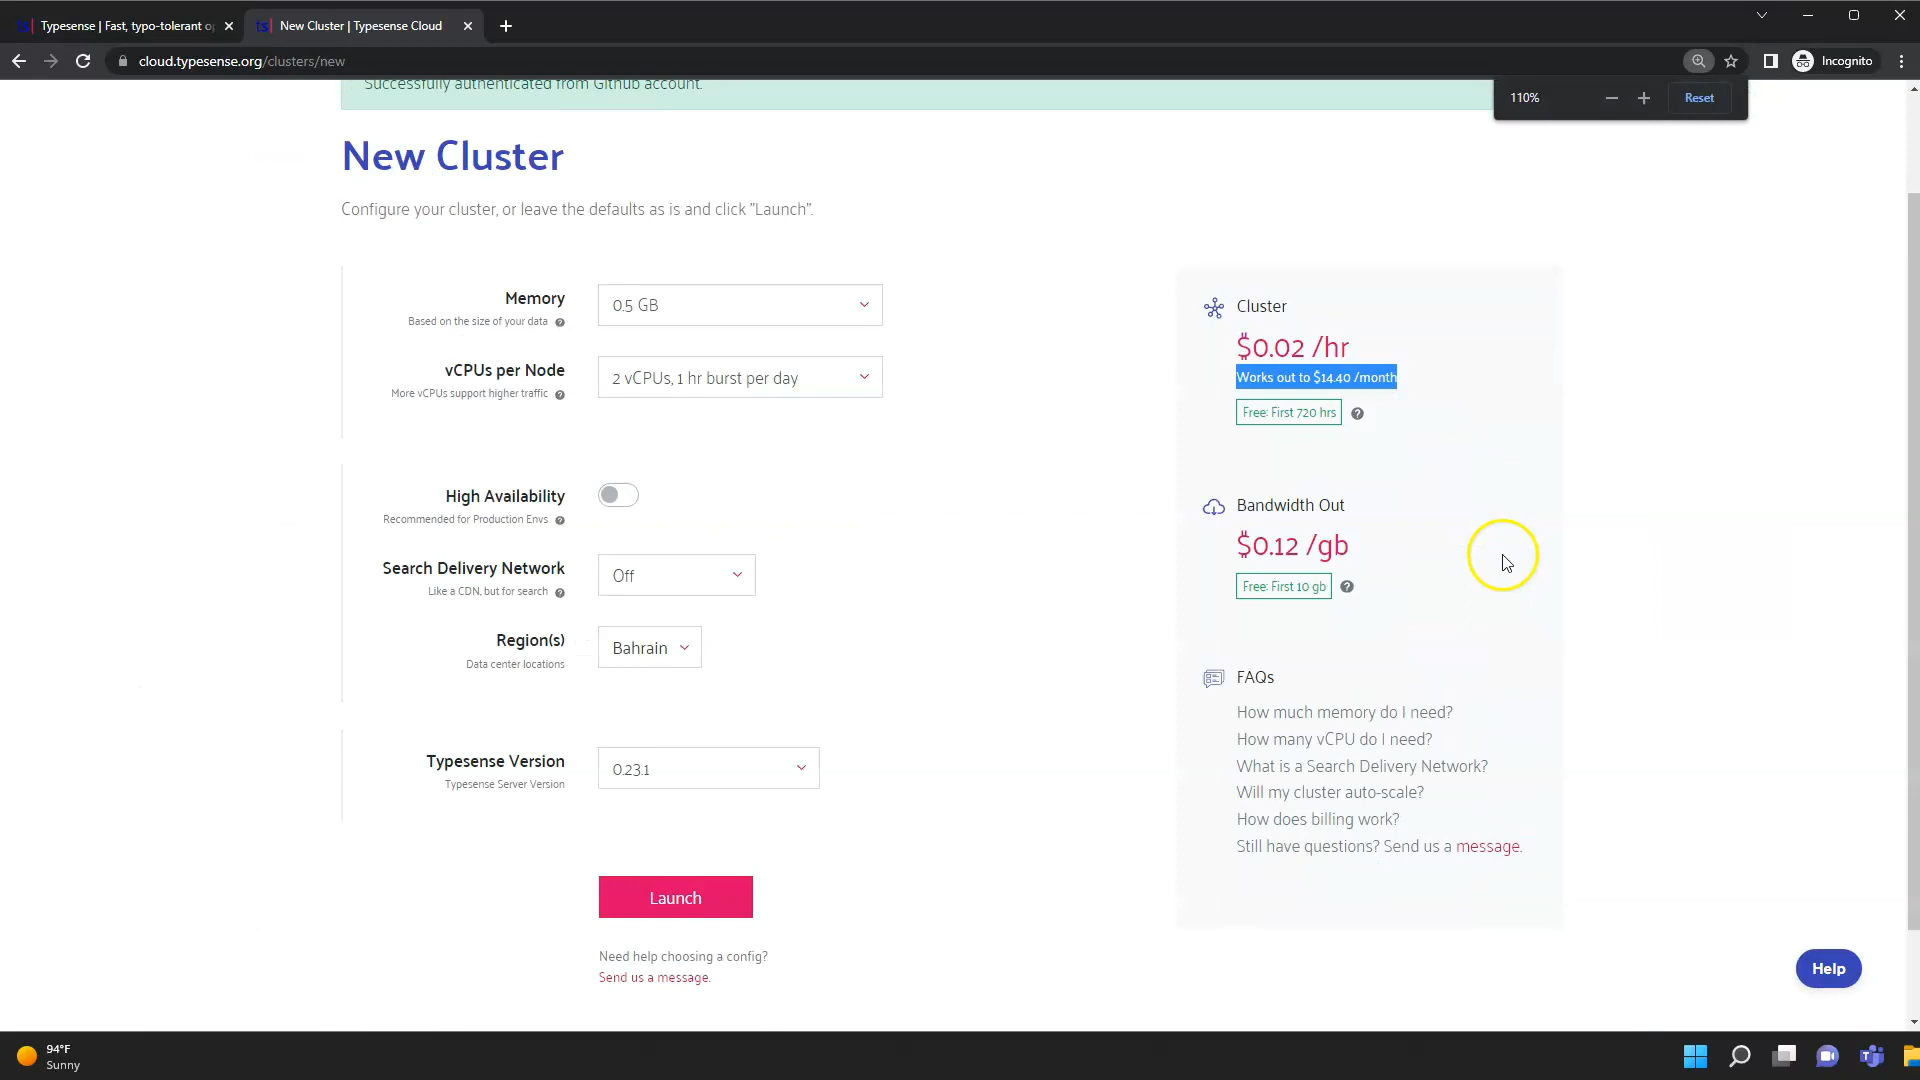 Typesense | Fast, typo-tolerant o
New Cluster | Typesense Cloud
cloud.typesense.org/clusters/new
Incognito
110%
Reset
Successfully authenticated from Github account.
New Cluster
Configure your cluster, or leave the defaults as is and click "Launch".
Memory
Based on the size of your data ?
0.5 GB
vCPUs per Node
More vCPUs support higher traffic ?
2 vCPUs, 1 hr burst per day
High Availability
Recommended for Production Envs ?
Search Delivery Network
Like a CDN, but for search ?
Off
Region(s)
Data center locations
Bahrain
Typesense Version
Typesense Server Version
0.23.1
Launch
Need help choosing a config?
Send us a message.
Cluster
$0.02 /hr
Works out to $14.40 /month
Free: First 720 hrs ?
Bandwidth Out
$0.12 /gb
Free: First 10 gb ?
FAQs
How much memory do I need?
How many vCPU do I need?
What is a Search Delivery Network?
Will my cluster auto-scale?
How does billing work?
Still have questions? Send us a message.
Help
94°F
Sunny